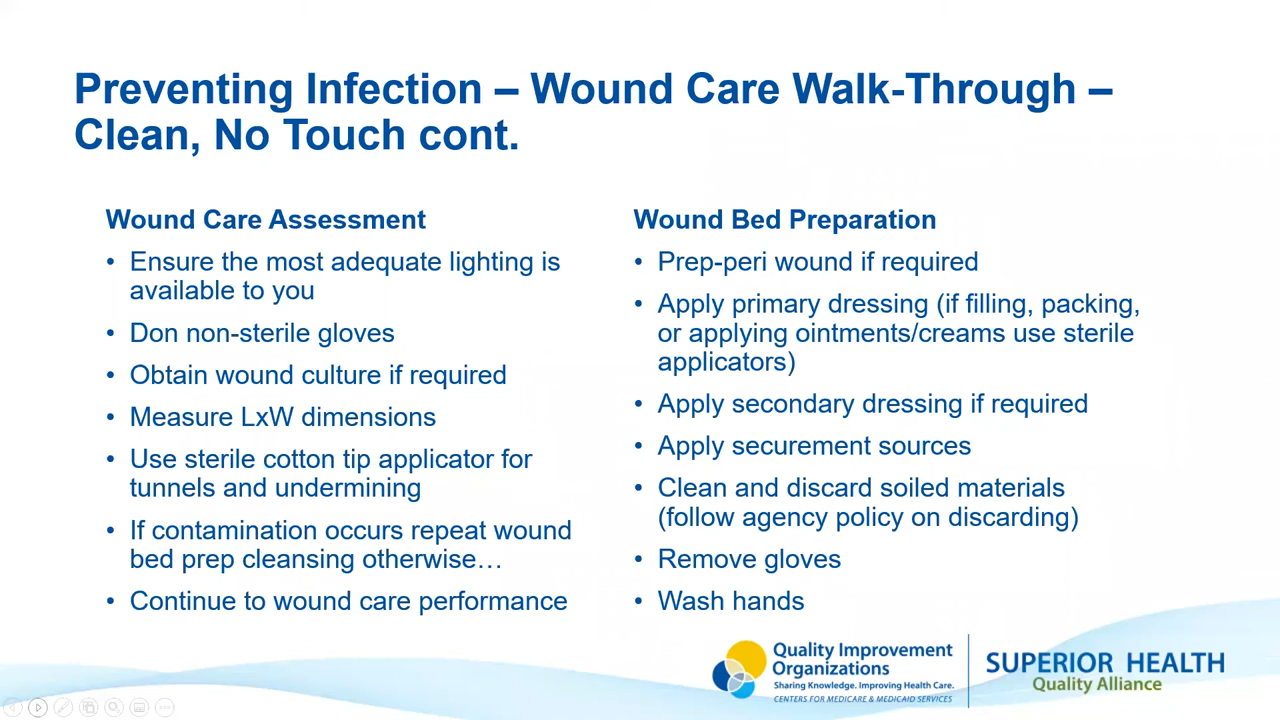 Preventing Infection – Wound Care Walk-Through –
Clean, No Touch cont.
Wound Care Assessment
• Ensure the most adequate lighting is
available to you
• Don non-sterile gloves
• Obtain wound culture if required
• Measure LxW dimensions
• Use sterile cotton tip applicator for
tunnels and undermining
• If contamination occurs repeat wound
bed prep cleansing otherwise…
• Continue to wound care performance
Wound Bed Preparation
• Prep-peri wound if required
• Apply primary dressing (if filling, packing,
or applying ointments/creams use sterile
applicators)
• Apply secondary dressing if required
• Apply securement sources
• Clean and discard soiled materials
(follow agency policy on discarding)
• Remove gloves
• Wash hands
Quality Improvement
Organizations
Sharing Knowledge. Improving Health Care.
CENTERS FOR MEDICARE & MEDICAID SERVICES
SUPERIOR HEALTH
Quality Alliance